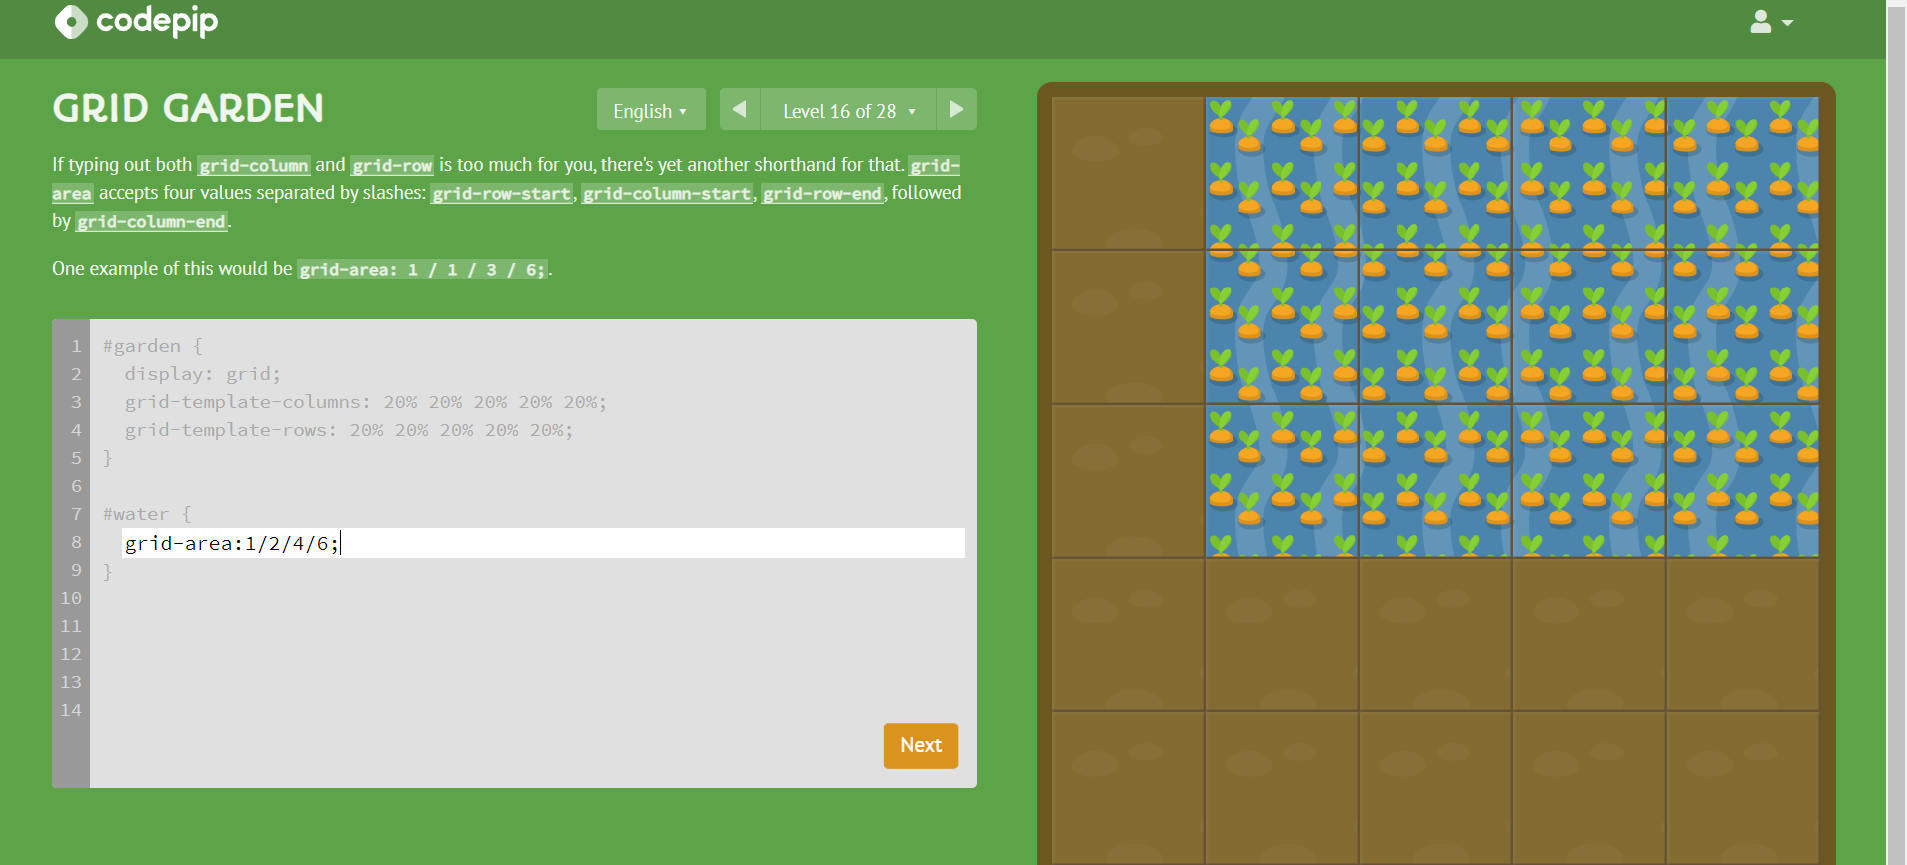 codepip
GRID GARDEN
English ▾
Level 16 of 28 ▾
If typing out both grid-column and grid-row is too much for you, there's yet another shorthand for that. grid-
area accepts four values separated by slashes: grid-row-start, grid-column-start, grid-row-end, followed
by grid-column-end.
One example of this would be grid-area: 1 / 1 / 3 / 6;.
1 #garden {
2 display: grid;
3 grid-template-columns: 20% 20% 20% 20% 20%;
4 grid-template-rows: 20% 20% 20% 20% 20%;
5 }
6
7 #water {
8 grid-area:1/2/4/6;
9 }
10
11
12
13
14
Next